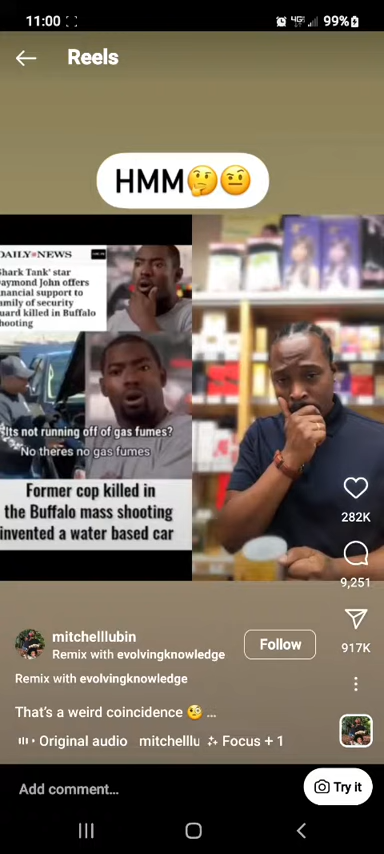 11:00
4G 99%
Reels
HMM🤔🤨
DAILY NEWS
Shark Tank' star
aymond John offers
nancial support to
amily of security
uard killed in Buffalo
hooting
Its not running off of gas fumes?
No theres no gas fumes
Former cop killed in
the Buffalo mass shooting
invented a water based car
282K
9,251
917K
mitchelllubin
Remix with evolvingknowledge
Follow
Remix with evolvingknowledge
That's a weird coincidence 🧐 ...
Original audio mitchelllu Focus + 1
Add comment...
Try it